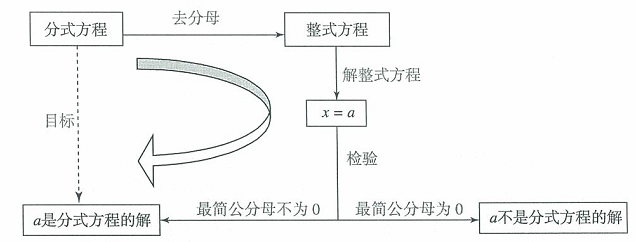 分式方程
去分母
整式方程
解整式方程
目标
x = a
检验
a是分式方程的解
最简公分母不为0
最简公分母为0
a不是分式方程的解